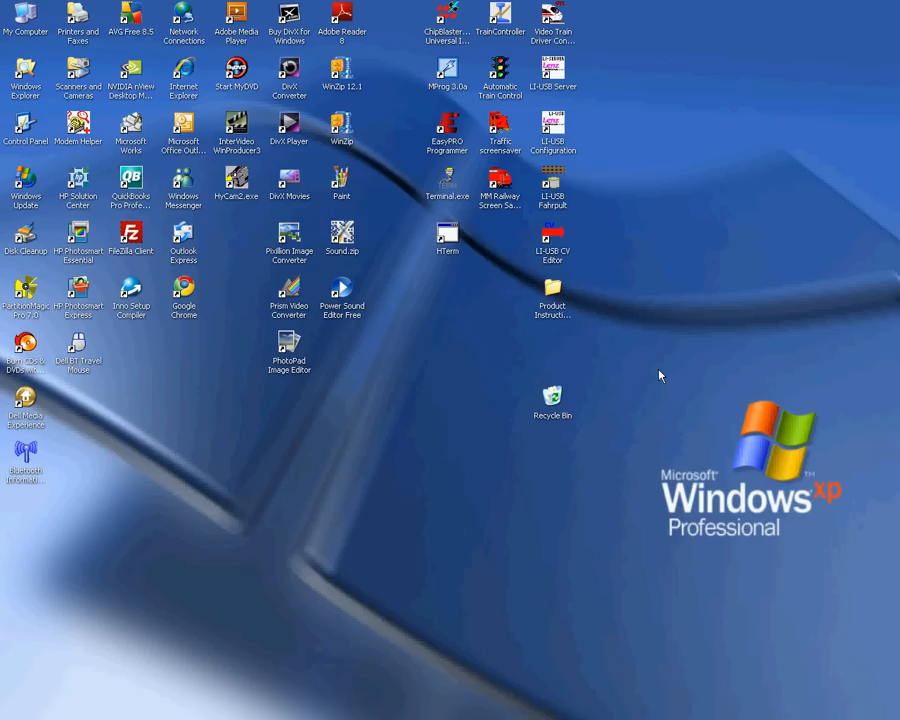 My Computer
Printers and
Faxes
AVG Free 8.5
Network
Connections
Adobe Media
Player
Buy DivX for
Windows
Adobe Reader
8
ChipBlaster...
Universal I...
TrainController
Video Train
Driver Con...
Windows
Explorer
Scanners and
Cameras
NVIDIA nView
Desktop M...
Internet
Explorer
Start MyDVD
DivX
Converter
WinZip 12.1
MProg 3.0a
Automatic
Train Control
LI-USB Server
Control Panel
Modem Helper
Microsoft
Works
Microsoft
Office Outl...
InterVideo
WinProducer3
DivX Player
WinZip
EasyPRO
Programmer
Traffic
screensaver
LI-USB
Configuration
Windows
Update
HP Solution
Center
QuickBooks
Pro Profe...
Windows
Messenger
HyCam2.exe
DivX Movies
Paint
Terminal.exe
MM Railway
Screen Sa...
LI-USB
Fahrpult
Disk Cleanup
HP Photosmart
Essential
FileZilla Client
Outlook
Express
Pixillion Image
Converter
Sound.zip
HTerm
LI-USB CV
Editor
PartitionMagic
Pro 7.0
HP Photosmart
Express
Inno Setup
Compiler
Google
Chrome
Prism Video
Converter
Power Sound
Editor Free
Product
Instructi...
Burn CDs &
DVDs wit...
Dell BT Travel
Mouse
PhotoPad
Image Editor
Dell Media
Experience
Recycle Bin
Bluetooth
Informati...
Microsoft®
Windows xp
Professional